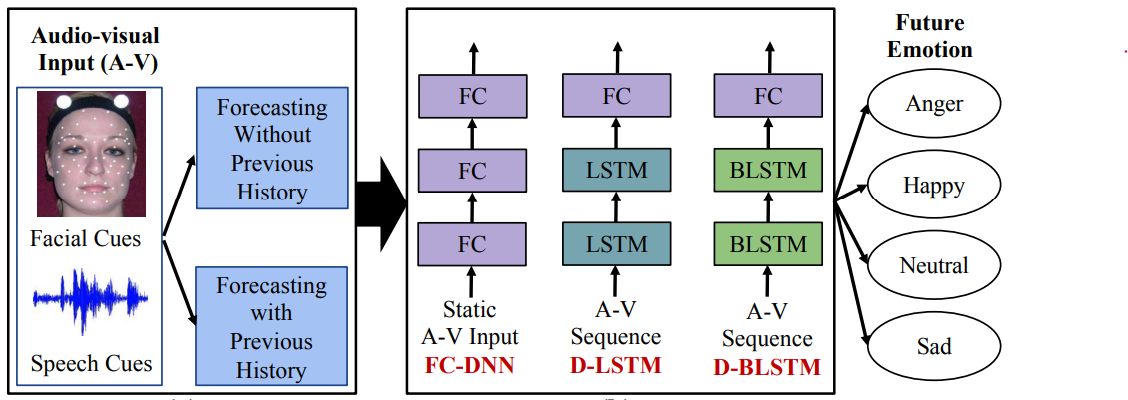 Audio-visual
Input (A-V)
Facial Cues
Speech Cues
Forecasting
Without
Previous
History
Forecasting
with
Previous
History
FC
FC
FC
Static
A-V Input
FC-DNN
FC
LSTM
LSTM
A-V
Sequence
D-LSTM
FC
BLSTM
BLSTM
A-V
Sequence
D-BLSTM
Future
Emotion
Anger
Happy
Neutral
Sad